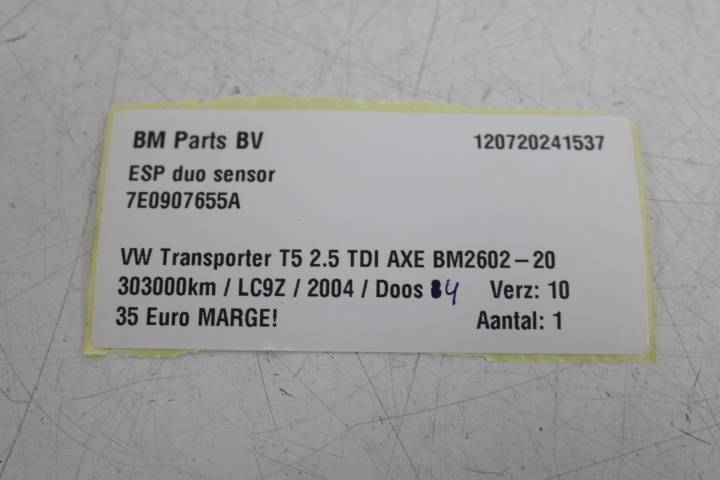 BM Parts BV 120720241537
ESP duo sensor
7E0907655A
VW Transporter T5 2.5 TDI AXE BM2602-20
303000km / LC9Z / 2004 / Doos 84 Verz: 10
35 Euro MARGE! Aantal: 1